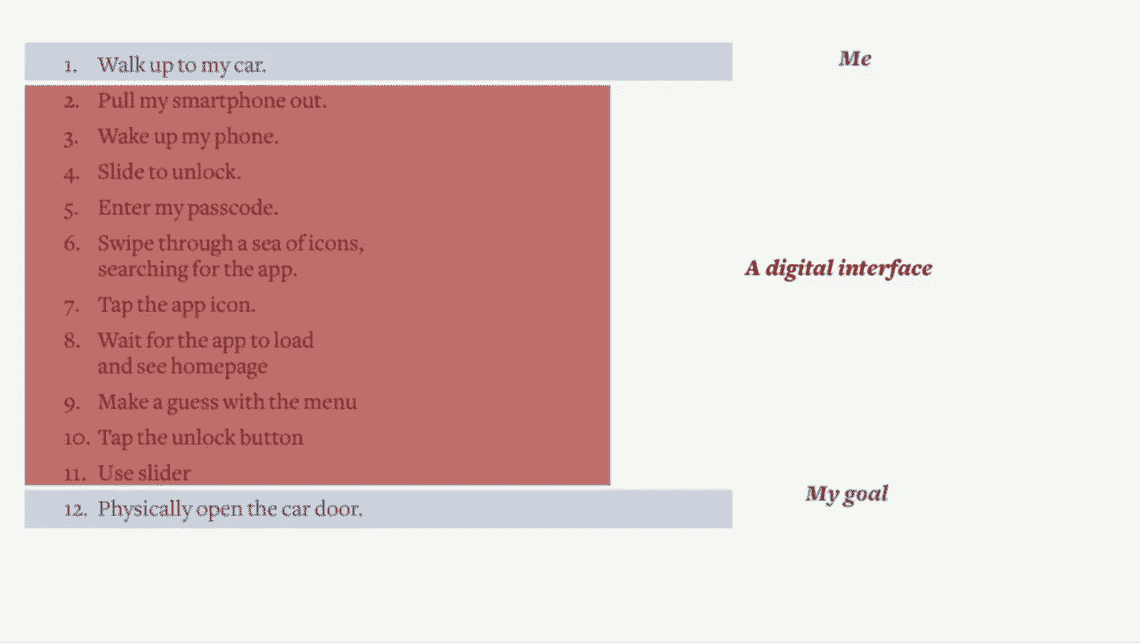 1. Walk up to my car.
Me
2. Pull my smartphone out.
3. Wake up my phone.
4. Slide to unlock.
5. Enter my passcode.
6. Swipe through a sea of icons,
searching for the app.
A digital interface
7. Tap the app icon.
8. Wait for the app to load
and see homepage
9. Make a guess with the menu
10. Tap the unlock button
11. Use slider
My goal
12. Physically open the car door.